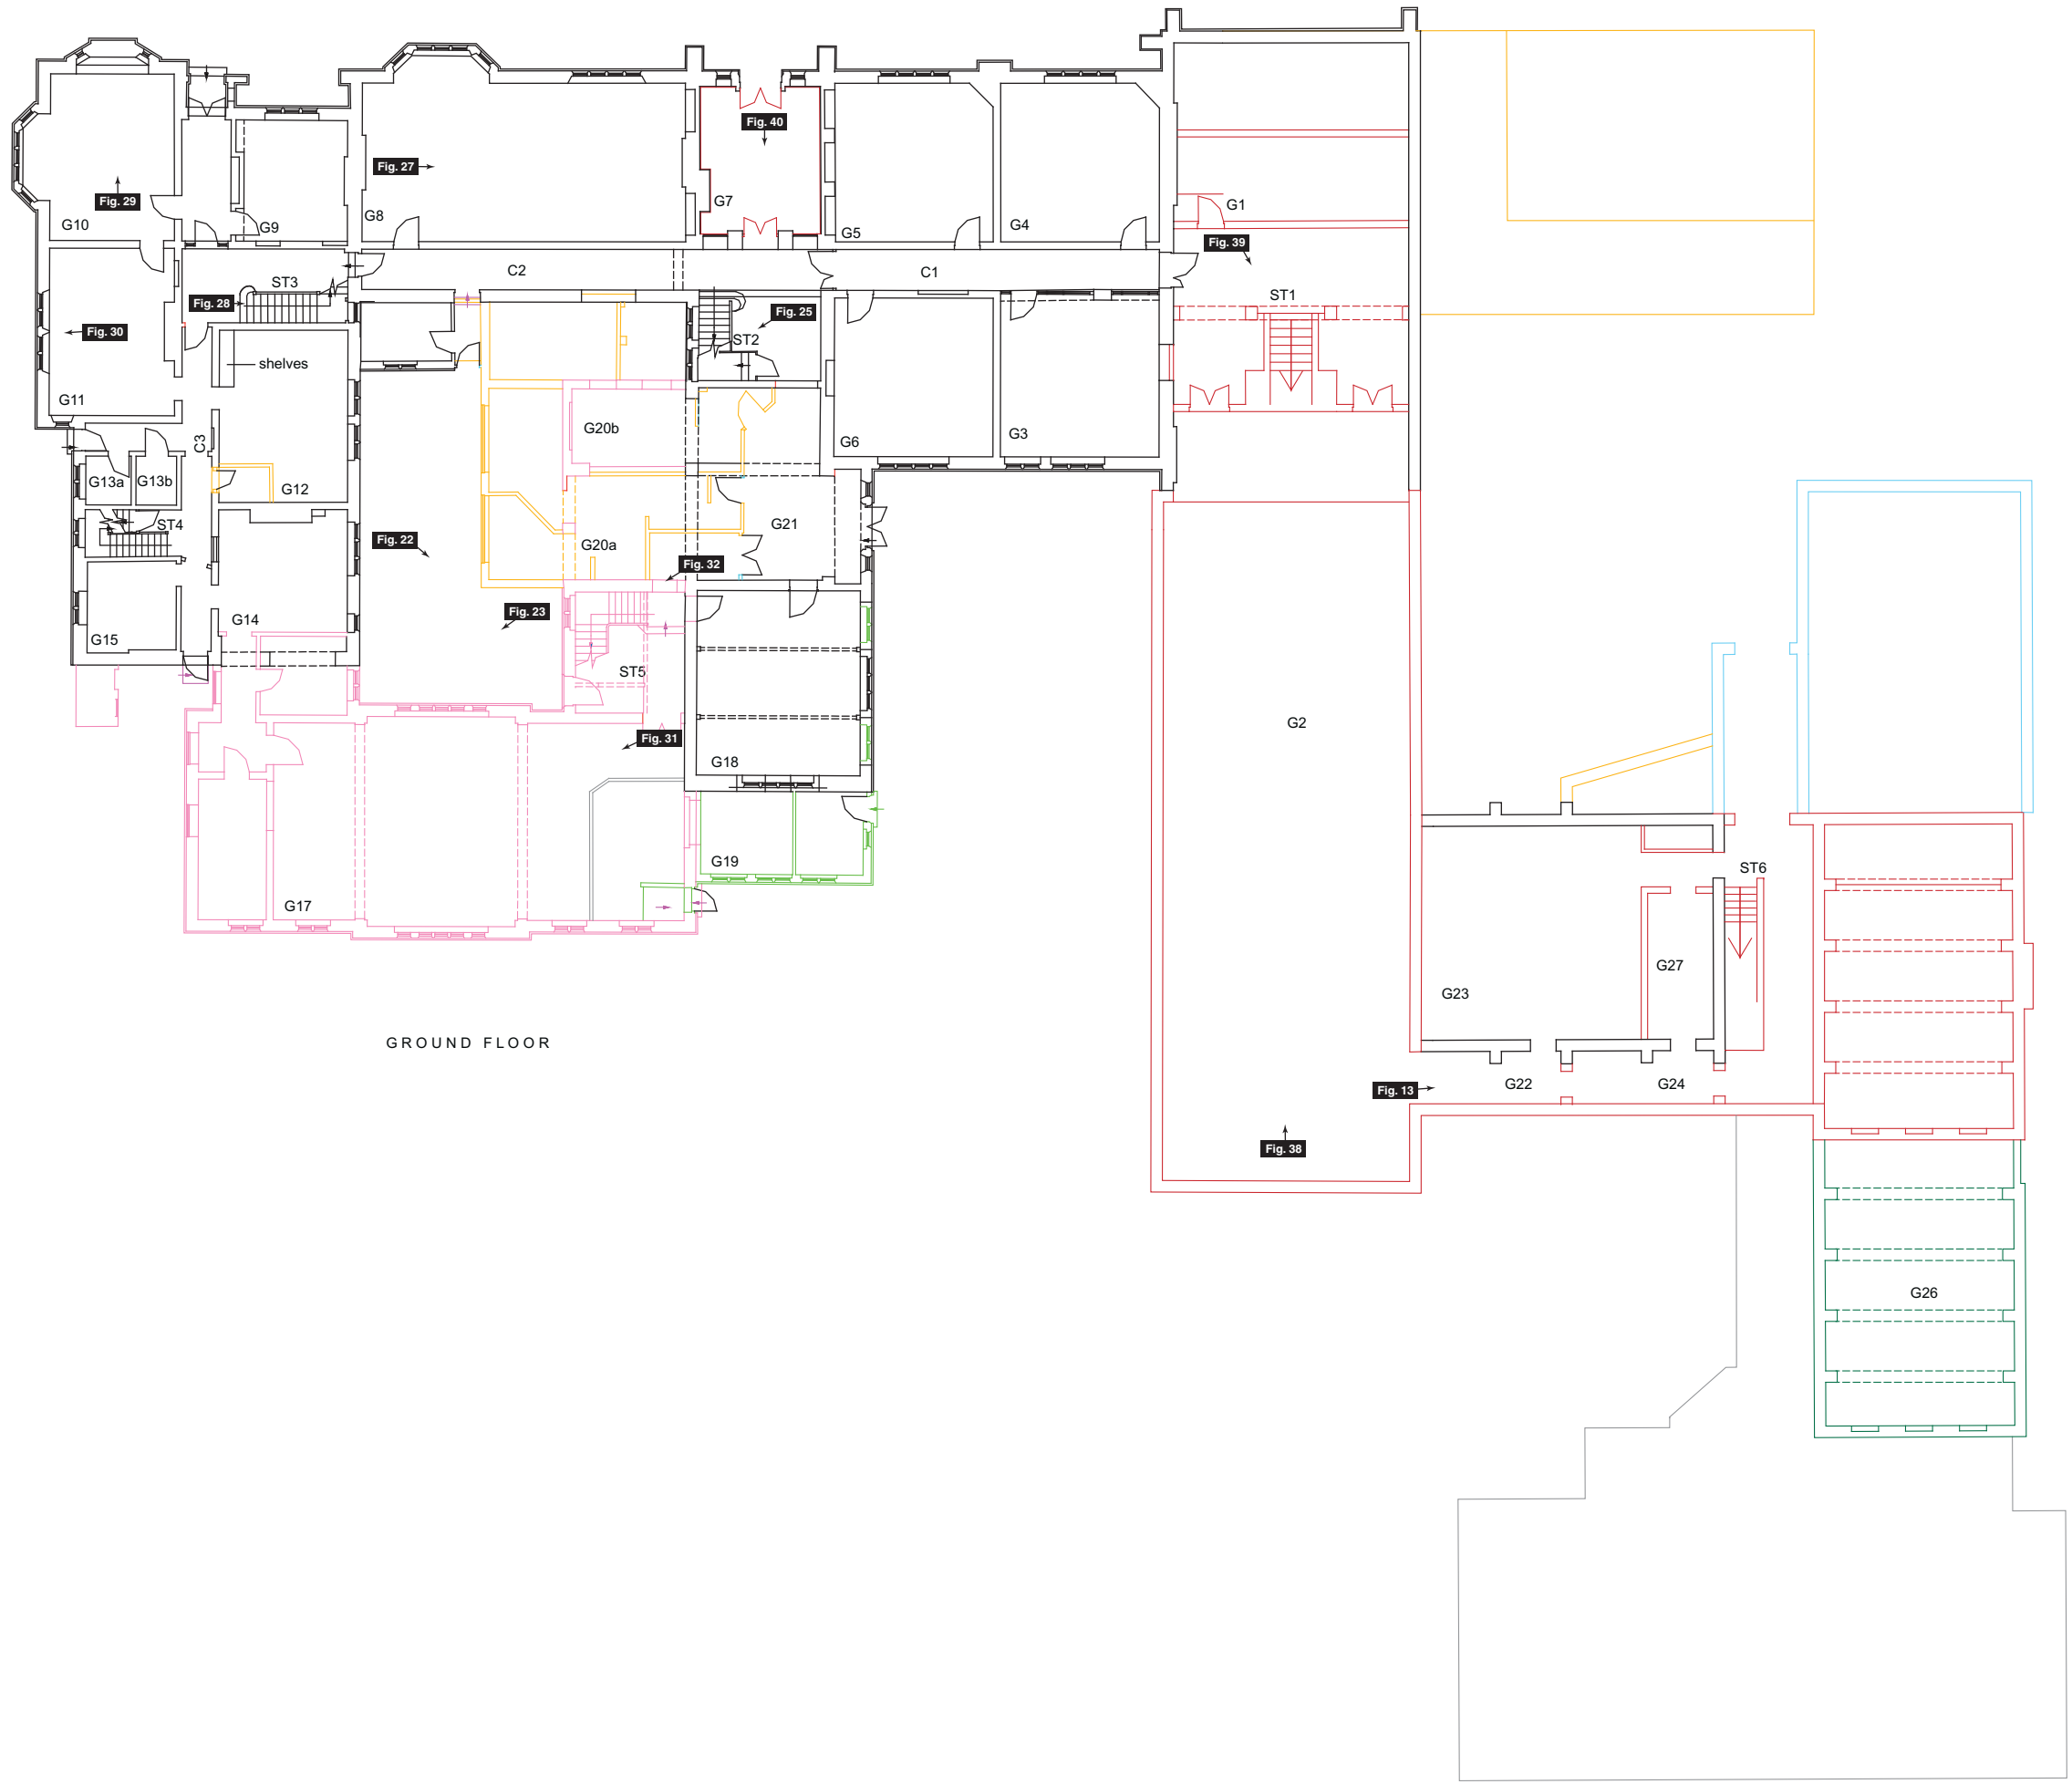 Fig. 40
Fig. 27
Fig. 29
G7
G1
G8
G10
G9
G5
G4
Fig. 39
C2
C1
ST3
ST1
Fig. 28
Fig. 25
Fig. 30
ST2
shelves
G11
G20b
G6
G3
C3
G13a
G13b
G12
ST4
G21
Fig. 22
G20a
Fig. 32
Fig. 23
G14
G15
ST5
G2
Fig. 31
G18
G19
ST6
G17
G27
G23
GROUND FLOOR
Fig. 13
G22
G24
Fig. 38
G26